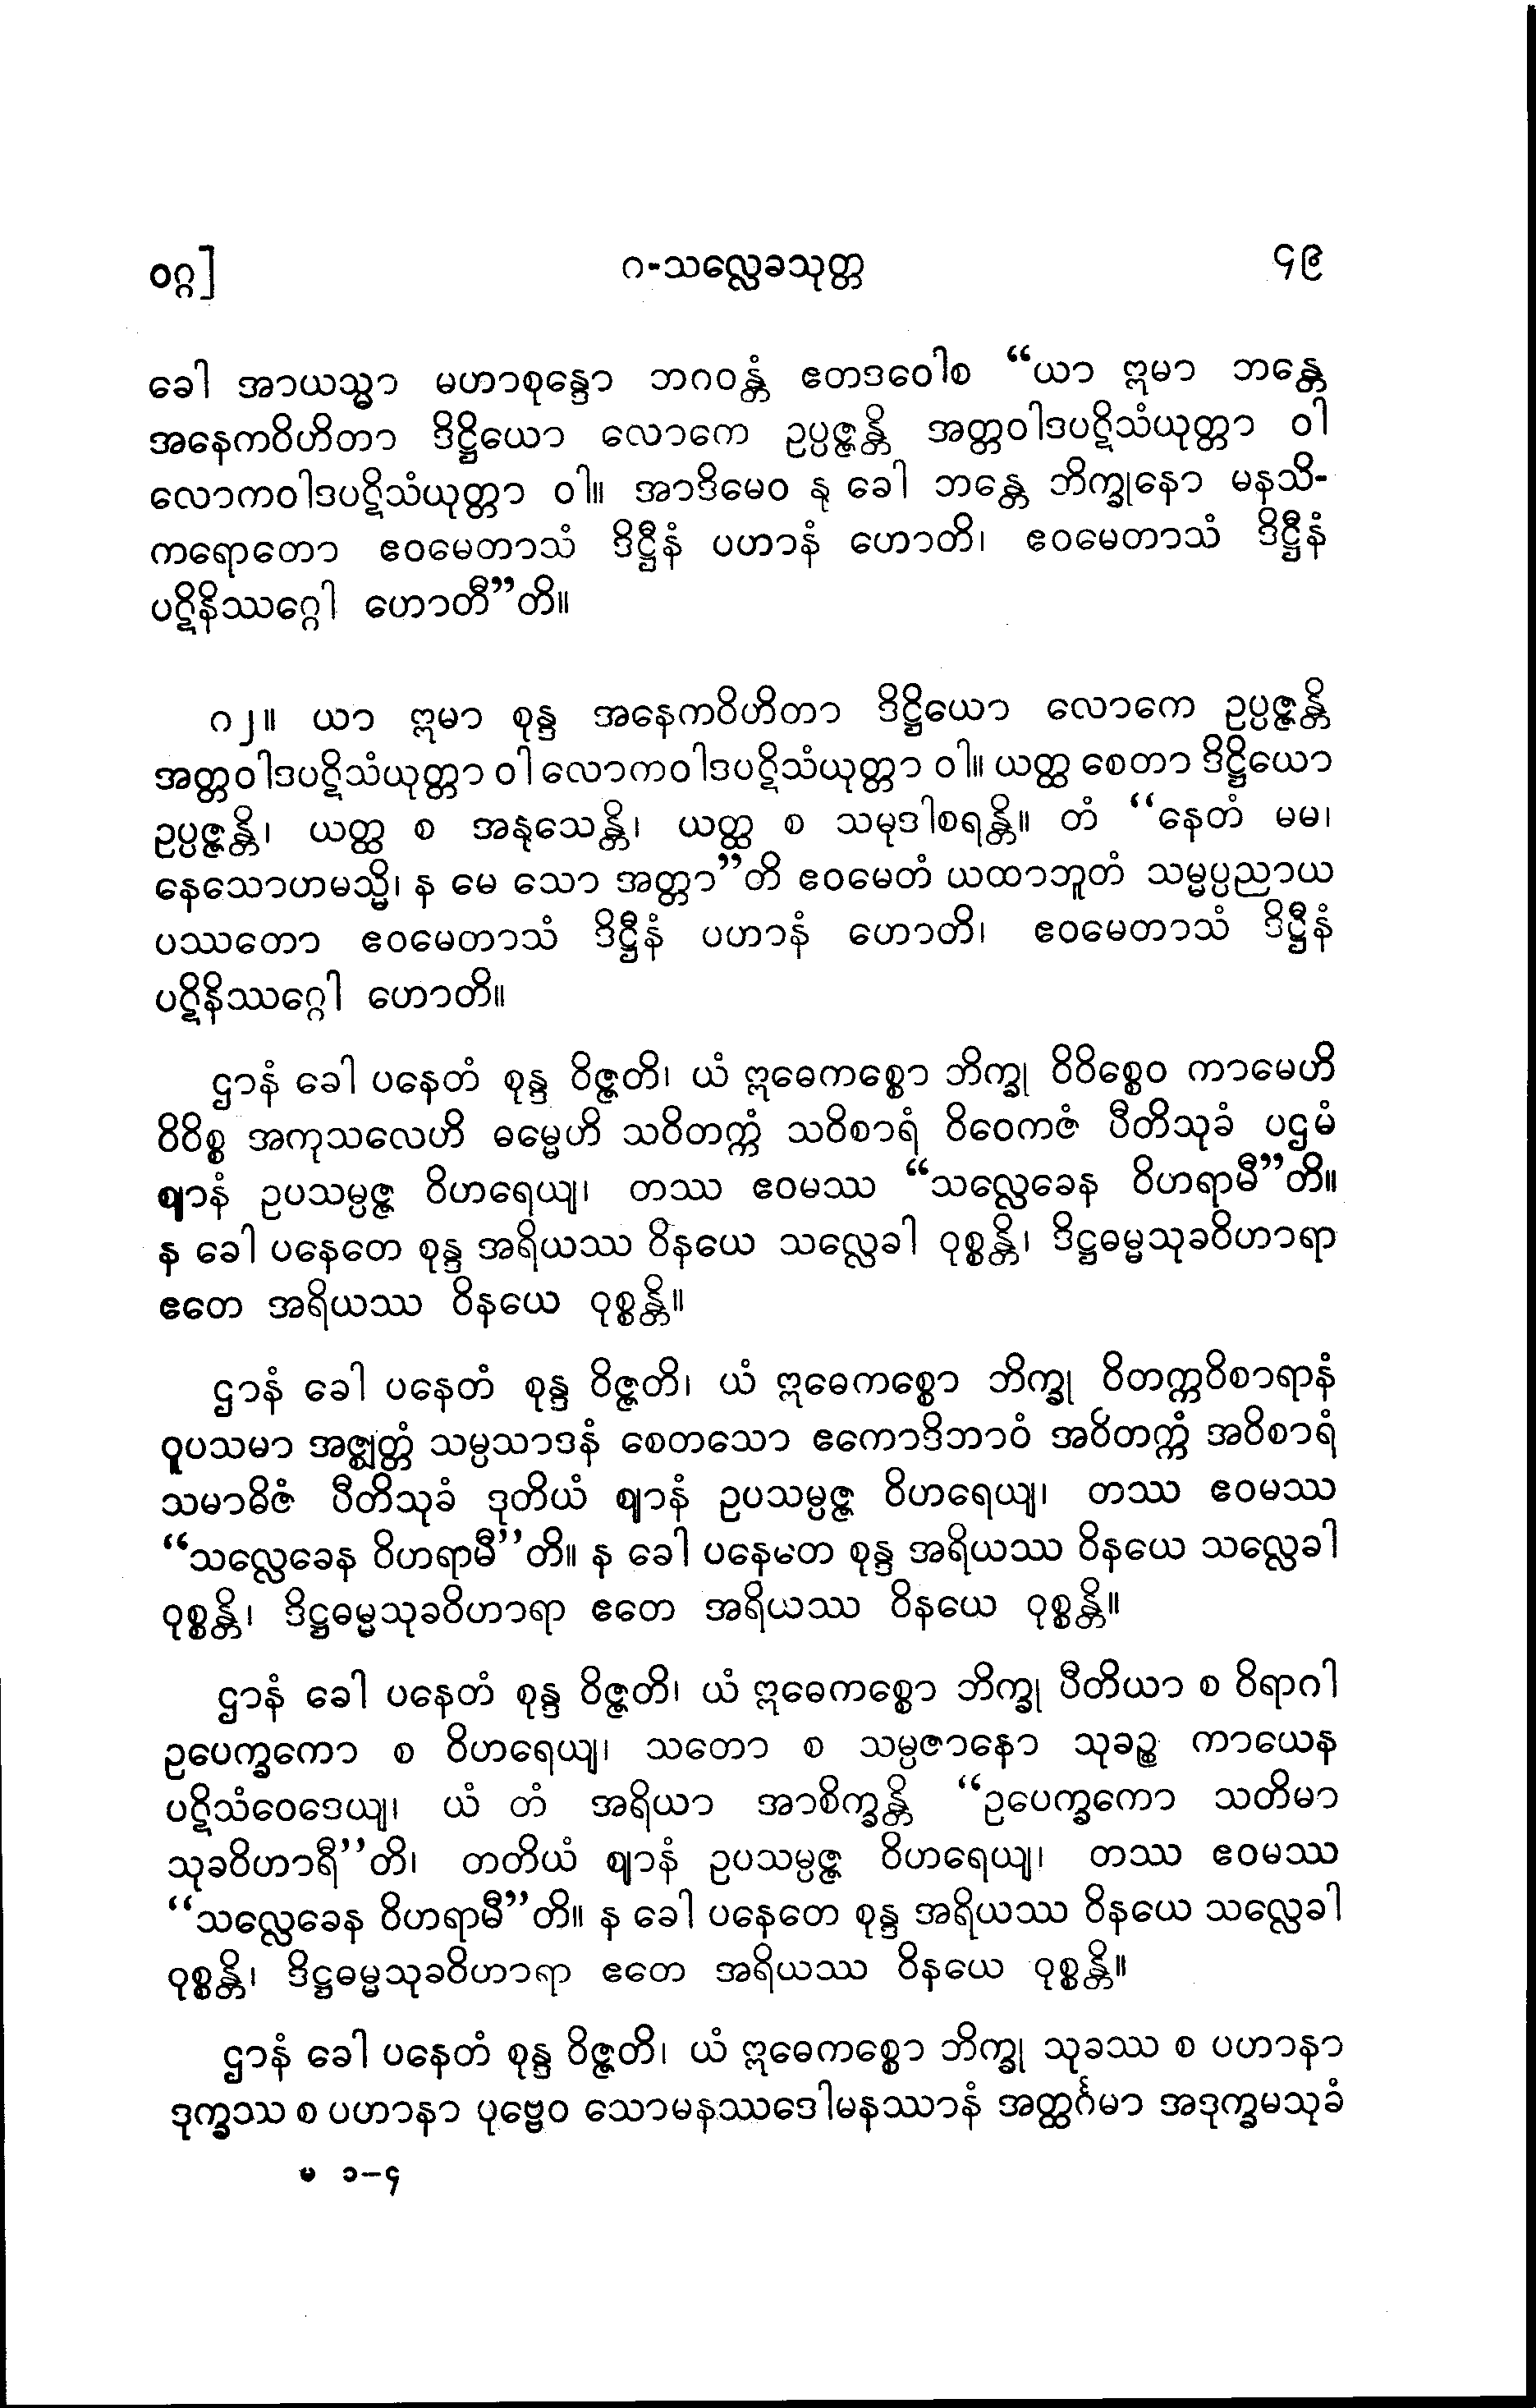 ဝဂ္ဂ]
ဂ-သလ္လေခသုတ္တ
၄၉
ခေါ အာယသ္မာ မဟာစုန္ဒော ဘဂဝန္တံ ဧတဒဝေါစ “ယာ ဣမာ ဘန္တေ
အနေကဝိဟိတာ ဒိဋ္ဌိယော လောကေ ဥပ္ပဇ္ဇန္တိ အတ္တဝါဒပဋိသံယုတ္တာ ဝါ
လောကဝါဒပဋိသံယုတ္တာ ဝါ။ အာဒိမေဝ နု ခေါ ဘန္တေ ဘိက္ခုနော မနသိ-
ကရောတော ဧဝမေတာသံ ဒိဋ္ဌီနံ ပဟာနံ ဟောတိ၊ ဧဝမေတာသံ ဒိဋ္ဌီနံ
ပဋိနိဿဂ္ဂေါ ဟောတီ”တိ။
ဂ၂။ ယာ ဣမာ စုန္ဒ အနေကဝိဟိတာ ဒိဋ္ဌိယော လောကေ ဥပ္ပဇ္ဇန္တိ
အတ္တဝါဒပဋိသံယုတ္တာ ဝါ လောကဝါဒပဋိသံယုတ္တာ ဝါ။ ယတ္ထ စေတာ ဒိဋ္ဌိယော
ဥပ္ပဇ္ဇန္တိ၊ ယတ္ထ စ အနုသေန္တိ၊ ယတ္ထ စ သမုဒါစရန္တိ။ တံ “နေတံ မမ၊
နေသောဟမသ္မိ၊ န မေ သော အတ္တာ”တိ ဧဝမေတံ ယထာဘူတံ သမ္မပ္ပညာယ
ပဿတော ဧဝမေတာသံ ဒိဋ္ဌီနံ ပဟာနံ ဟောတိ၊ ဧဝမေတာသံ ဒိဋ္ဌီနံ
ပဋိနိဿဂ္ဂေါ ဟောတိ။
ဌာနံ ခေါ ပနေတံ စုန္ဒ ဝိဇ္ဇတိ၊ ယံ ဣဓေကစ္စော ဘိက္ခု ဝိဝိစ္စေဝ ကာမေဟိ
ဝိဝိစ္စ အကုသလေဟိ ဓမ္မေဟိ သဝိတက္ကံ သဝိစာရံ ဝိဝေကဇံ ပီတိသုခံ ပဌမံ
ဈာနံ ဥပသမ္ပဇ္ဇ ဝိဟရေယျ၊ တဿ ဧဝမဿ “သလ္လေခေန ဝိဟရာမီ”တိ။
န ခေါ ပနေတေ စုန္ဒ အရိယဿ ဝိနယေ သလ္လေခါ ဝုစ္စန္တိ၊ ဒိဋ္ဌဓမ္မသုခဝိဟာရာ
ဧတေ အရိယဿ ဝိနယေ ဝုစ္စန္တိ။
ဌာနံ ခေါ ပနေတံ စုန္ဒ ဝိဇ္ဇတိ၊ ယံ ဣဓေကစ္စော ဘိက္ခု ဝိတက္ကဝိစာရာနံ
ဝူပသမာ အဇ္ဈတ္တံ သမ္ပသာဒနံ စေတသော ဧကောဒိဘာဝံ အဝိတက္ကံ အဝိစာရံ
သမာဓိဇံ ပီတိသုခံ ဒုတိယံ ဈာနံ ဥပသမ္ပဇ္ဇ ဝိဟရေယျ၊ တဿ ဧဝမဿ
“သလ္လေခေန ဝိဟရာမီ”တိ။ န ခေါ ပနေတေ စုန္ဒ အရိယဿ ဝိနယေ သလ္လေခါ
ဝုစ္စန္တိ၊ ဒိဋ္ဌဓမ္မသုခဝိဟာရာ ဧတေ အရိယဿ ဝိနယေ ဝုစ္စန္တိ။
ဌာနံ ခေါ ပနေတံ စုန္ဒ ဝိဇ္ဇတိ၊ ယံ ဣဓေကစ္စော ဘိက္ခု ပီတိယာ စ ဝိရာဂါ
ဥပေက္ခကော စ ဝိဟရေယျ၊ သတော စ သမ္ပဇာနော သုခဉ္စ ကာယေန
ပဋိသံဝေဒေယျ၊ ယံ တံ အရိယာ အာစိက္ခန္တိ “ဥပေက္ခကော သတိမာ
သုခဝိဟာရီ”တိ၊ တတိယံ ဈာနံ ဥပသမ္ပဇ္ဇ ဝိဟရေယျ၊ တဿ ဧဝမဿ
“သလ္လေခေန ဝိဟရာမီ”တိ။ န ခေါ ပနေတေ စုန္ဒ အရိယဿ ဝိနယေ သလ္လေခါ
ဝုစ္စန္တိ၊ ဒိဋ္ဌဓမ္မသုခဝိဟာရာ ဧတေ အရိယဿ ဝိနယေ ဝုစ္စန္တိ။
ဌာနံ ခေါ ပနေတံ စုန္ဒ ဝိဇ္ဇတိ၊ ယံ ဣဓေကစ္စော ဘိက္ခု သုခဿ စ ပဟာနာ
ဒုက္ခဿ စ ပဟာနာ ပုဗ္ဗေဝ သောမနဿဒေါမနဿာနံ အတ္ထင်္ဂမာ အဒုက္ခမသုခံ
မ ၁-၄